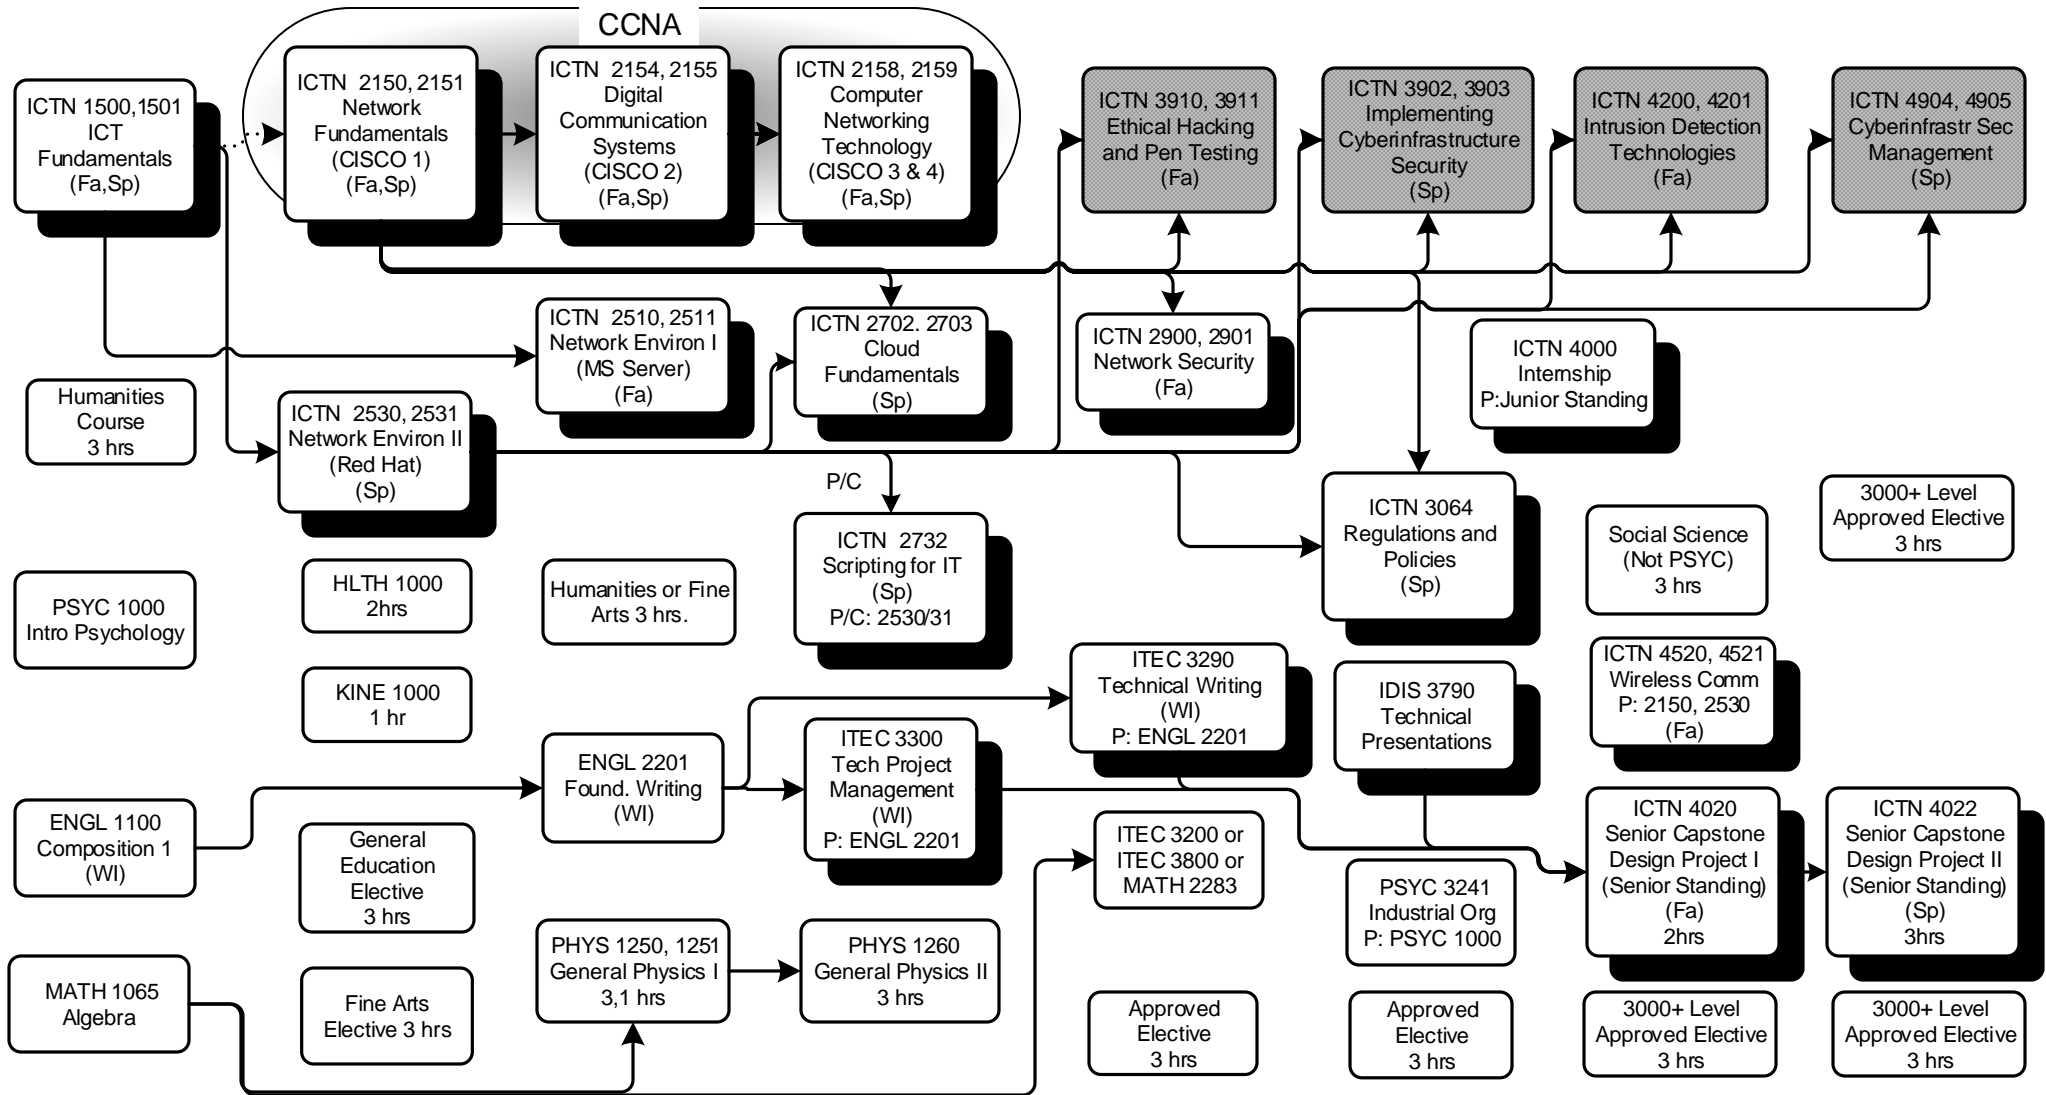 CCNA
ICTN 1500,1501
ICT
Fundamentals
(Fa,Sp)
ICTN 2150, 2151
Network
Fundamentals
(CISCO 1)
(Fa,Sp)
ICTN 2154, 2155
Digital
Communication
Systems
(CISCO 2)
(Fa,Sp)
ICTN 2158, 2159
Computer
Networking
Technology
(CISCO 3 & 4)
(Fa,Sp)
ICTN 3910, 3911
Ethical Hacking
and Pen Testing
(Fa)
ICTN 3902, 3903
Implementing
Cyberinfrastructure
Security
(Sp)
ICTN 4200, 4201
Intrusion Detection
Technologies
(Fa)
ICTN 4904, 4905
Cyberinfrastr Sec
Management
(Sp)
ICTN 2510, 2511
Network Environ I
(MS Server)
(Fa)
ICTN 2702. 2703
Cloud
Fundamentals
(Sp)
ICTN 2900, 2901
Network Security
(Fa)
ICTN 4000
Internship
P:Junior Standing
Humanities
Course
3 hrs
ICTN 2530, 2531
Network Environ II
(Red Hat)
(Sp)
P/C
ICTN 2732
Scripting for IT
(Sp)
P/C: 2530/31
ICTN 3064
Regulations and
Policies
(Sp)
Social Science
(Not PSYC)
3 hrs
3000+ Level
Approved Elective
3 hrs
PSYC 1000
Intro Psychology
HLTH 1000
2hrs
Humanities or Fine
Arts 3 hrs.
KINE 1000
1 hr
ITEC 3290
Technical Writing
(WI)
P: ENGL 2201
IDIS 3790
Technical
Presentations
ICTN 4520, 4521
Wireless Comm
P: 2150, 2530
(Fa)
ENGL 2201
Found. Writing
(WI)
ITEC 3300
Tech Project
Management
(WI)
P: ENGL 2201
ENGL 1100
Composition 1
(WI)
General
Education
Elective
3 hrs
ITEC 3200 or
ITEC 3800 or
MATH 2283
PSYC 3241
Industrial Org
P: PSYC 1000
ICTN 4020
Senior Capstone
Design Project I
(Senior Standing)
(Fa)
2hrs
ICTN 4022
Senior Capstone
Design Project II
(Senior Standing)
(Sp)
3hrs
MATH 1065
Algebra
Fine Arts
Elective 3 hrs
PHYS 1250, 1251
General Physics I
3,1 hrs
PHYS 1260
General Physics II
3 hrs
Approved
Elective
3 hrs
Approved
Elective
3 hrs
3000+ Level
Approved Elective
3 hrs
3000+ Level
Approved Elective
3 hrs